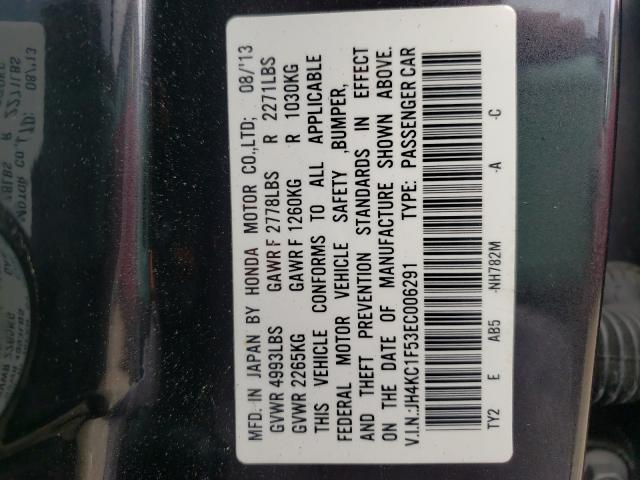 MFD. IN JAPAN BY HONDA MOTOR CO.,LTD; 08/'13
GVWR 4993LBS GAWR F 2778LBS R 2271LBS
GVWR 2265KG GAWR F 1260KG R 1030KG
THIS VEHICLE CONFORMS TO ALL APPLICABLE
FEDERAL MOTOR VEHICLE SAFETY ,BUMPER,
AND THEFT PREVENTION STANDARDS IN EFFECT
ON THE DATE OF MANUFACTURE SHOWN ABOVE.
V.I.N.:JH4KC1F53EC006291 TYPE: PASSENGER CAR
TY2 E AB5 -NH782M -A -C